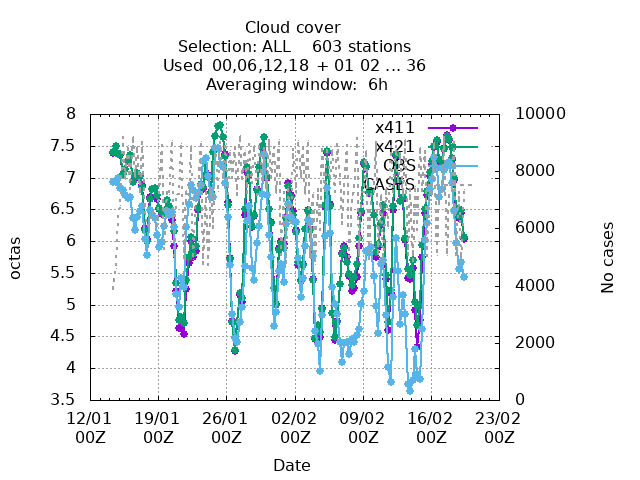 Cloud cover
Selection: ALL    603 stations
Used  00,06,12,18  + 01 02 ... 36
Averaging window:  6h
8
7.5
7
6.5
6
5.5
5
4.5
4
3.5
octas
10000
8000
6000
4000
2000
0
No cases
x411
x421
OBS
CASES
12/01 19/01 26/01 02/02 09/02 16/02 23/02
00Z 00Z 00Z 00Z 00Z 00Z 00Z
Date